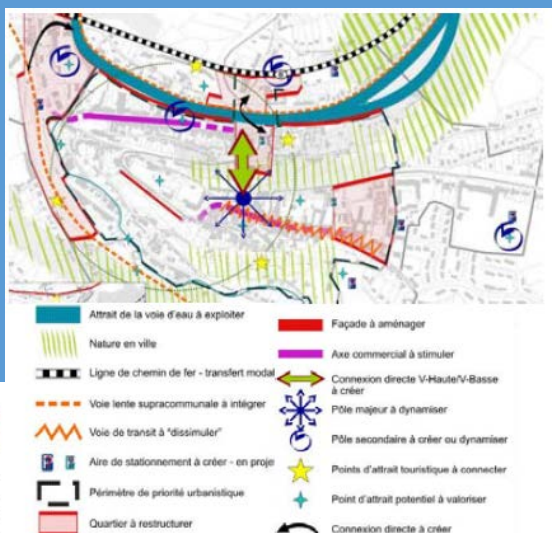 Attrait de la voie d'eau à exploiter
Nature en ville
Ligne de chemin de fer - transfert modal
Voie lente supracommunale à intégrer
Voie de transit à "dissimuler"
Aire de stationnement à créer - en proje
Périmètre de priorité urbanistique
Quartier à restructurer
Façade à aménager
Axe commercial à stimuler
Connexion directe V-Haute/V-Basse
à créer
Pôle majeur à dynamiser
Pôle secondaire à créer ou dynamiser
Points d'attrait touristique à connecter
Point d'attrait potentiel à valoriser
Connexion directe à créer